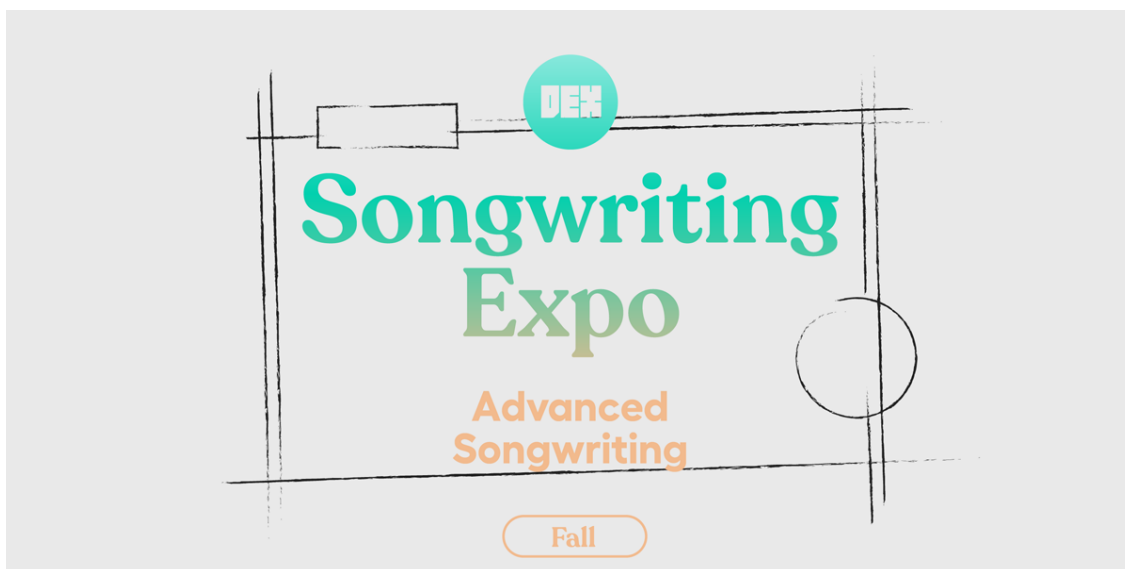 DEX
Songwriting
Expo
Advanced
Songwriting
Fall